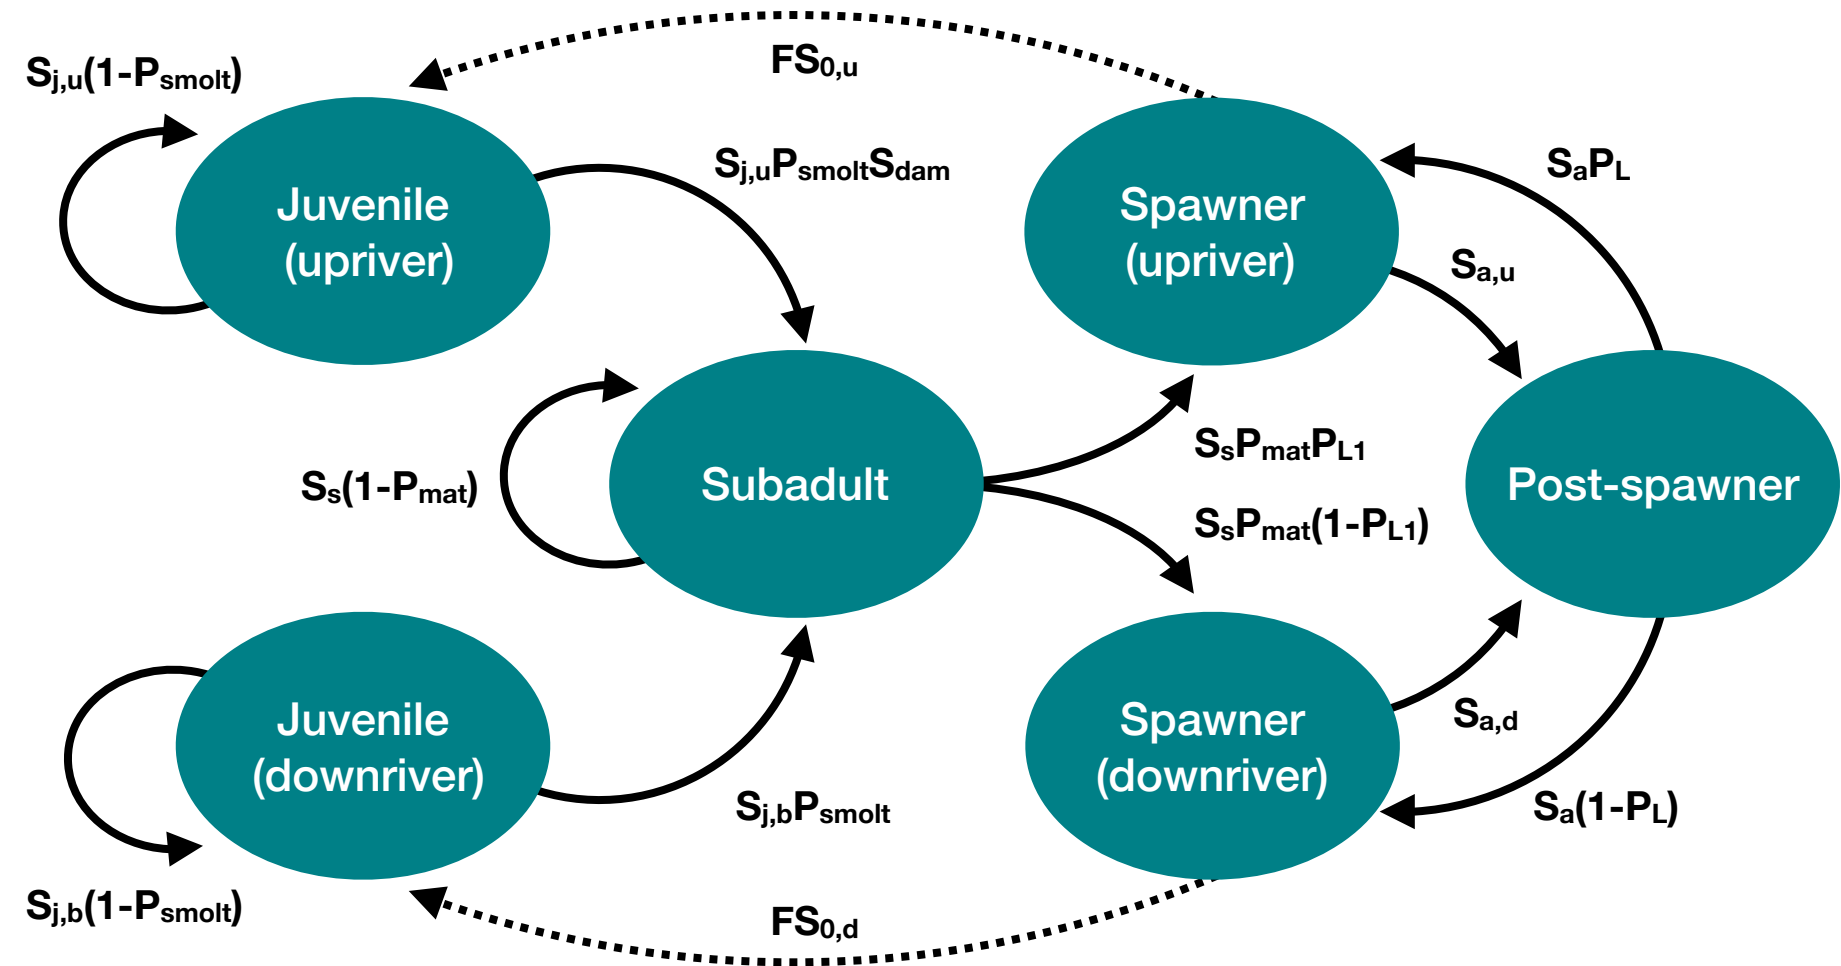 FS0,u
Sj,u(1-Psmolt)
Sj,uPsmoltSdam
SaPL
Juvenile
(upriver)
Spawner
(upriver)
Sa,u
SsPmatPL1
Ss(1-Pmat)
Subadult
Post-spawner
SsPmat(1-PL1)
Juvenile
(downriver)
Spawner
(downriver)
Sa,d
Sj,bPsmolt
Sa(1-PL)
Sj,b(1-Psmolt)
FS0,d